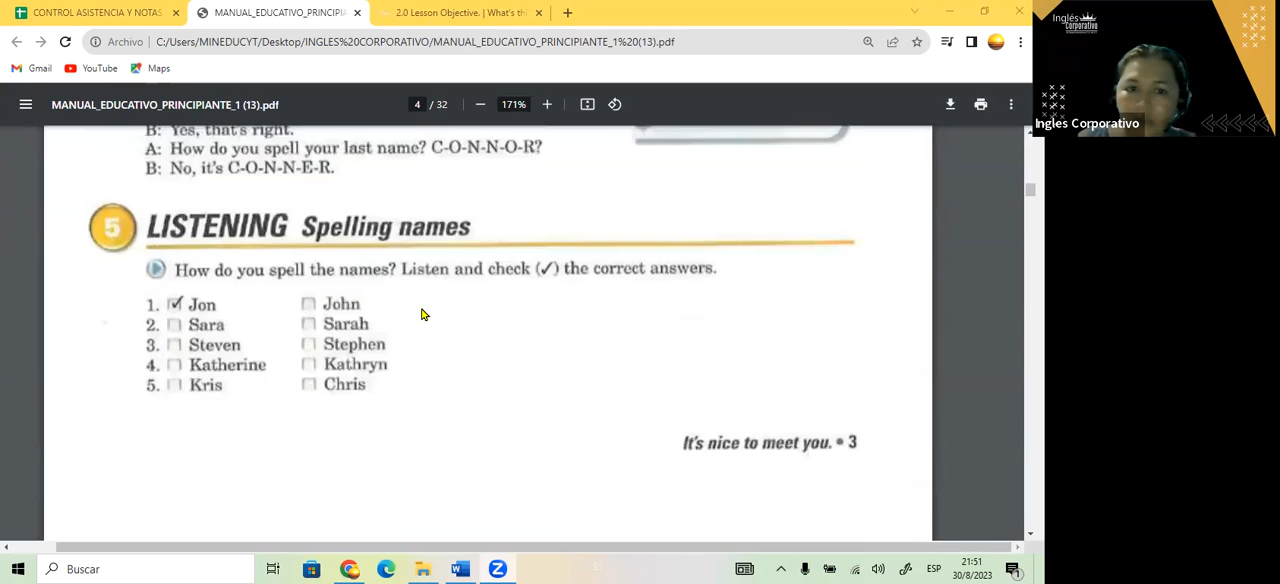 CONTROL ASISTENCIA Y NOTAS
MANUAL_EDUCATIVO_PRINCIPIA
2.0 Lesson Objective. | What's th
Archivo
C:/Users/MINEDUCYT/Desktop/INGLES%20CORPORATIVO/MANUAL_EDUCATIVO_PRINCIPIANTE_1%20(13).pdf
Gmail
YouTube
Maps
MANUAL_EDUCATIVO_PRINCIPIANTE_1 (13).pdf
4 / 32
171%
B: Yes, that's right.
A: How do you spell your last name? C-O-N-N-O-R?
B: No, it's C-O-N-N-E-R.
5 LISTENING Spelling names
How do you spell the names? Listen and check (✓) the correct answers.
1. Jon John
2. Sara Sarah
3. Steven Stephen
4. Katherine Kathryn
5. Kris Chris
It's nice to meet you. • 3
Inglés
Corporativo
Ingles Corporativo
Buscar
ESP
21:51
30/8/2023